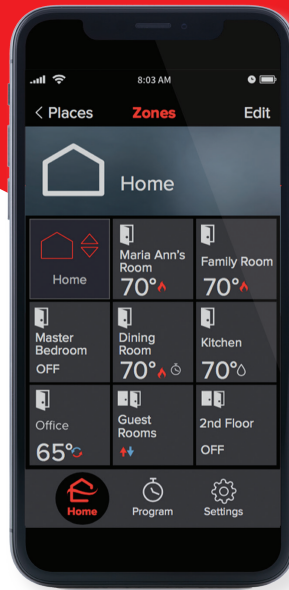 8:03 AM
< Places Zones Edit
Home
Home
Maria Ann's
Room
70°
Family Room
70°
Master
Bedroom
OFF
Dining
Room
70°
Kitchen
70°
Office
65°
Guest
Rooms
2nd Floor
OFF
Home Program Settings